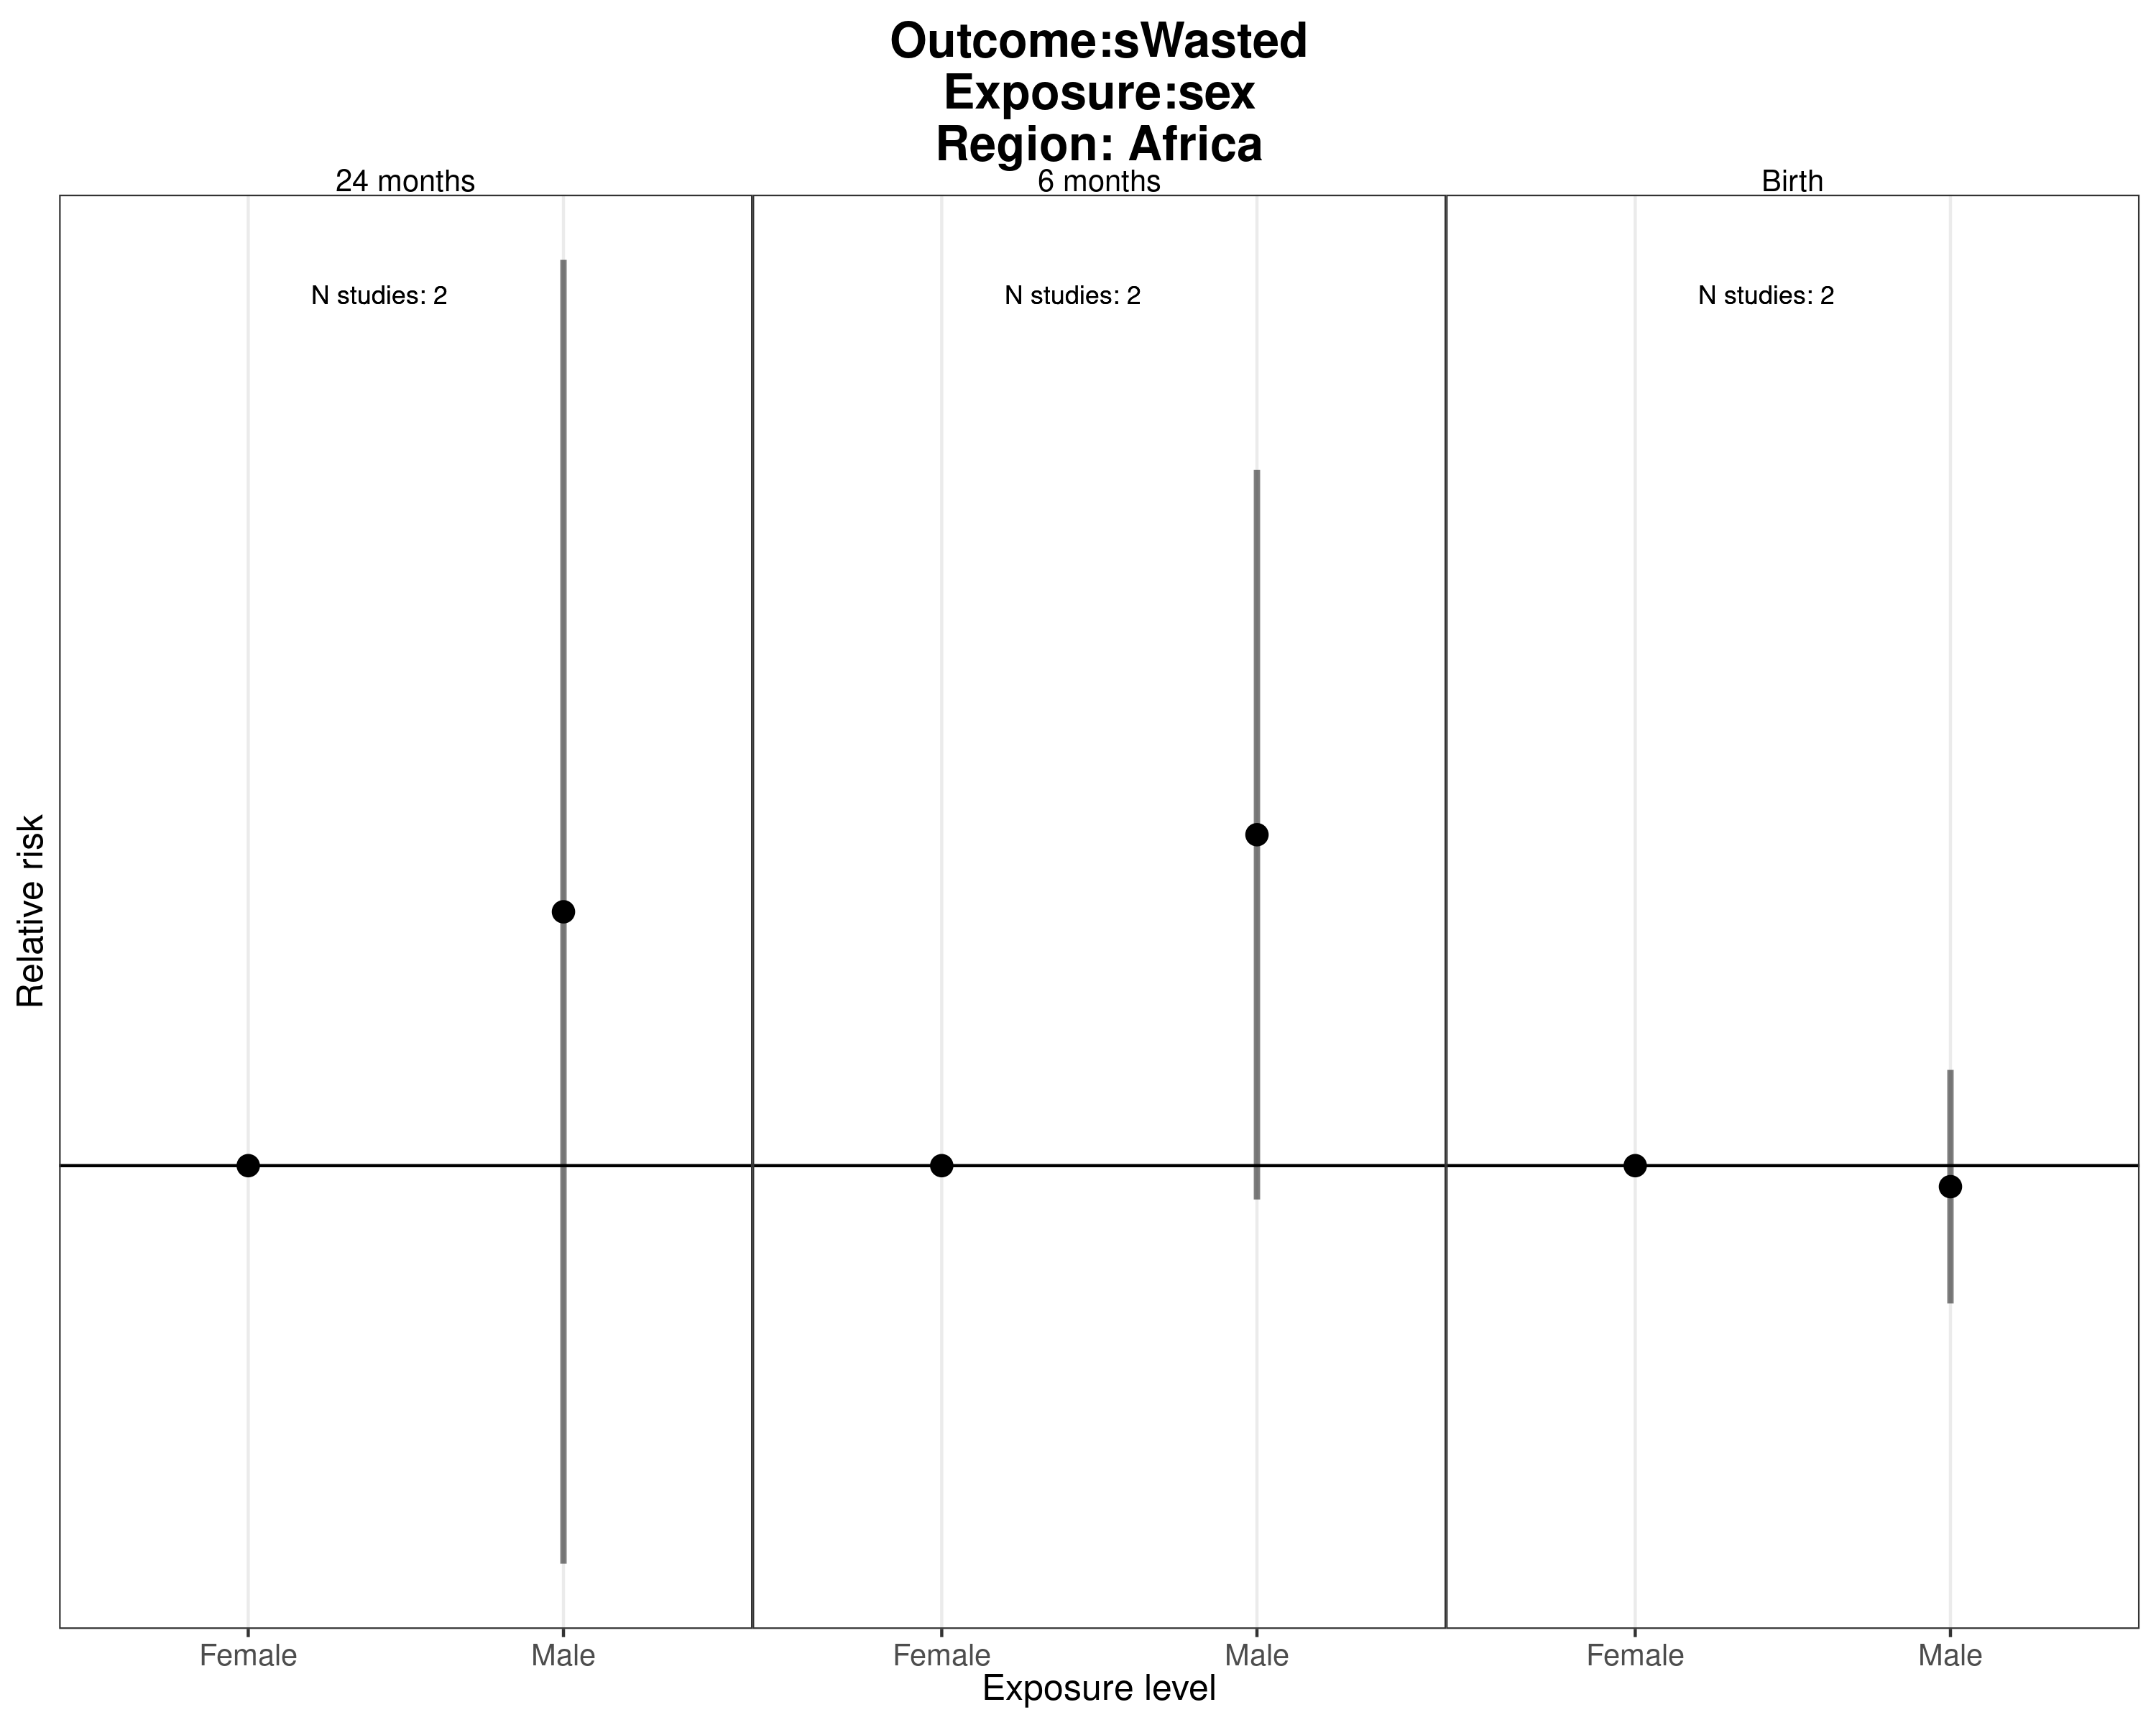 Outcome:sWasted
Exposure:sex
Region: Africa
24 months
6 months
Birth
N studies: 2
N studies: 2
N studies: 2
Relative risk
Female
Male
Female
Male
Female
Male
Exposure level